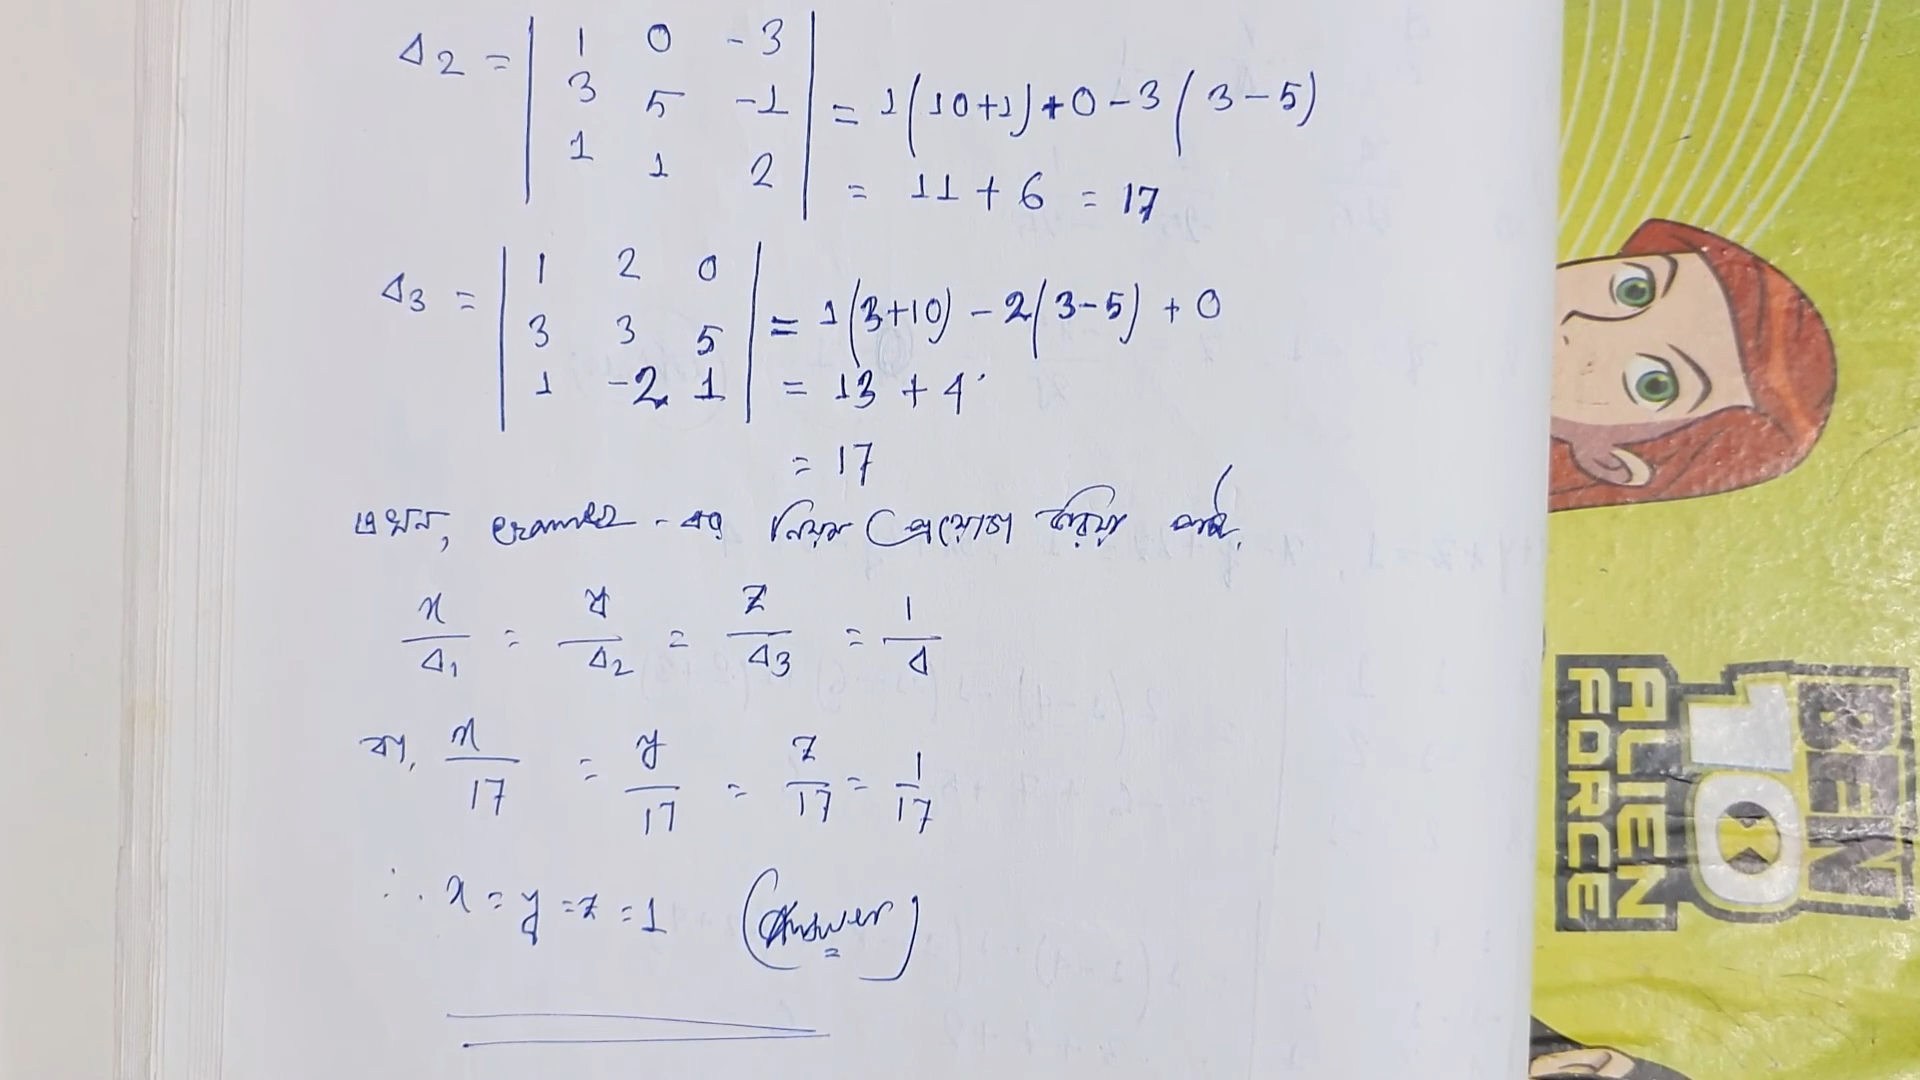 Δ2 = | 1 0 -3 |
| 3 5 -1 | = 1(10+1)+0-3(3-5)
| 1 1 2 |
= 11 + 6 = 17
Δ3 = | 1 2 0 |
| 3 3 5 | = 1(3+10) - 2(3-5) + 0
| 1 -2 1 | = 13 + 4
= 17
এখন, cramer - এর নিয়ম প্রয়োগ করিয়া পাই,
x/Δ1 = y/Δ2 = z/Δ3 = 1/Δ
বা, x/17 = y/17 = z/17 = 1/17
∴ x = y = z = 1 (Answer)
BEN
10
ALIEN
FORCE